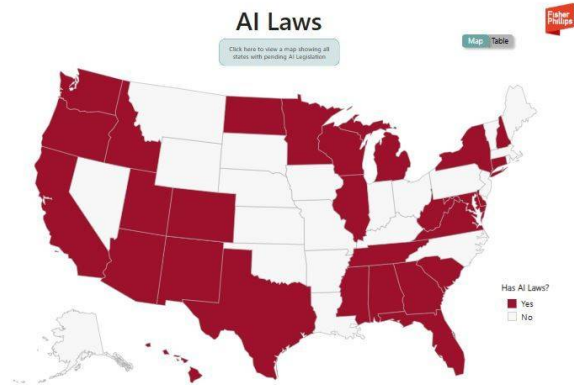 AI Laws
Fisher
Phillips
Click here to view a map showing all
states with pending AI Legislation
Map Table
Has AI Laws?
Yes
No